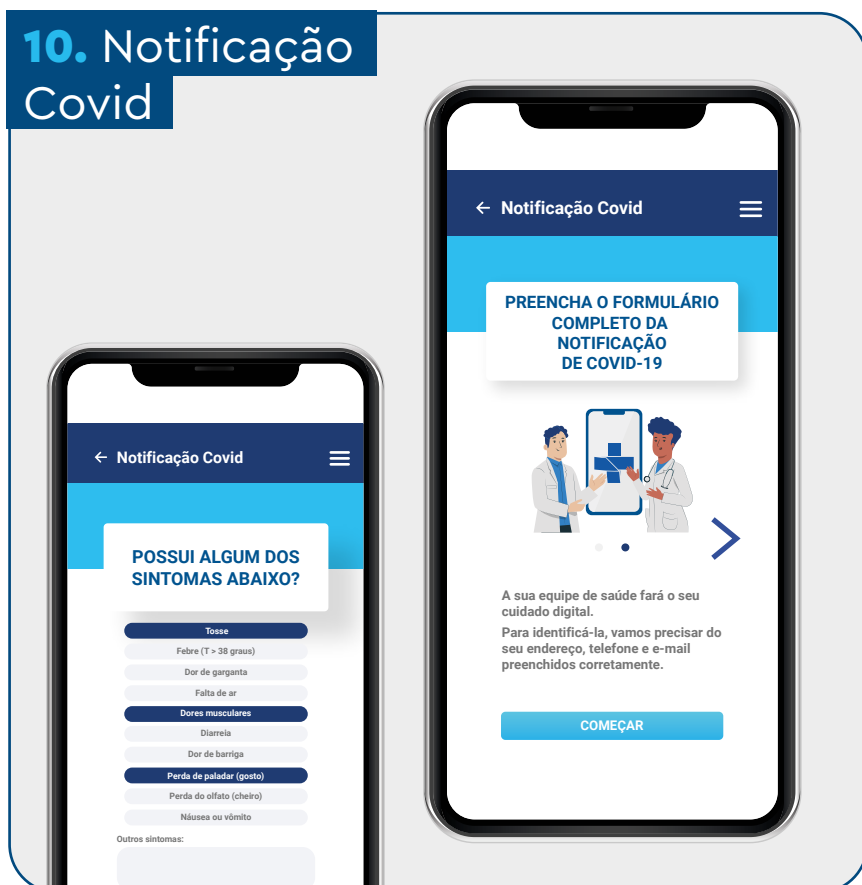 10. Notificação
Covid
Notificação Covid
PREENCHA O FORMULÁRIO
COMPLETO DA
NOTIFICAÇÃO
DE COVID-19
A sua equipe de saúde fará o seu
cuidado digital.
Para identificá-la, vamos precisar do
seu endereço, telefone e e-mail
preenchidos corretamente.
COMEÇAR
Notificação Covid
POSSUI ALGUM DOS
SINTOMAS ABAIXO?
Tosse
Febre (T > 38 graus)
Dor de garganta
Falta de ar
Dores musculares
Diarreia
Dor de barriga
Perda de paladar (gosto)
Perda do olfato (cheiro)
Náusea ou vômito
Outros sintomas: